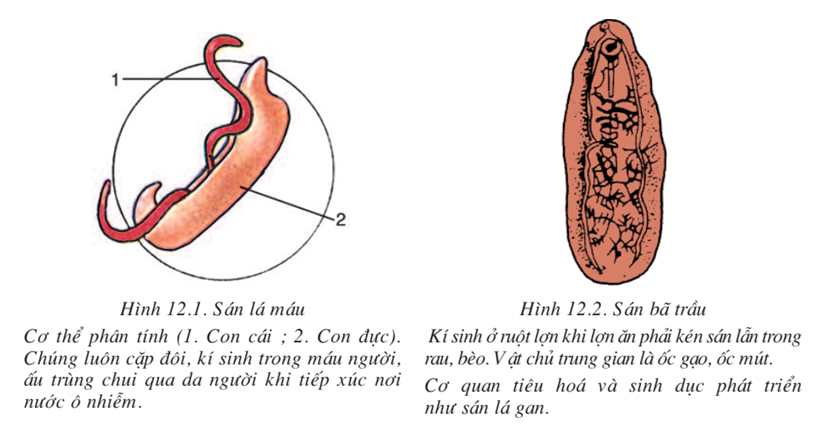 1
2
Hình 12.1. Sán lá máu
Cơ thể phân tính (1. Con cái ; 2. Con đực).
Chúng luôn cặp đôi, kí sinh trong máu người,
ấu trùng chui qua da người khi tiếp xúc nơi
nước ô nhiễm.
Hình 12.2. Sán bã trầu
Kí sinh ở ruột lợn khi lợn ăn phải kén sán lẫn trong
rau, bèo. Vật chủ trung gian là ốc gạo, ốc mút.
Cơ quan tiêu hoá và sinh dục phát triển
như sán lá gan.